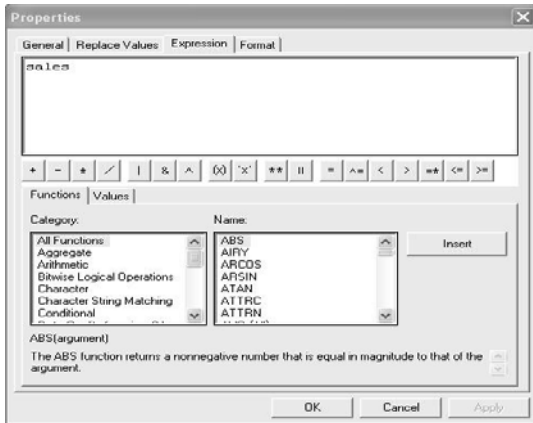 Properties
General Replace Values Expression Format
sales
+ - * / | & ^ (x) 'x' ** II = ^= < > =* <= >=
Functions Values
Category: Name:
All Functions ABS
Aggregate AIRY
Arithmetic ARCOS
Bitwise Logical Operations ARSIN
Character ATAN
Character String Matching ATTRC
Conditional ATTRN
Insert
ABS(argument)
The ABS function returns a nonnegative number that is equal in magnitude to that of the
argument.
OK Cancel Apply